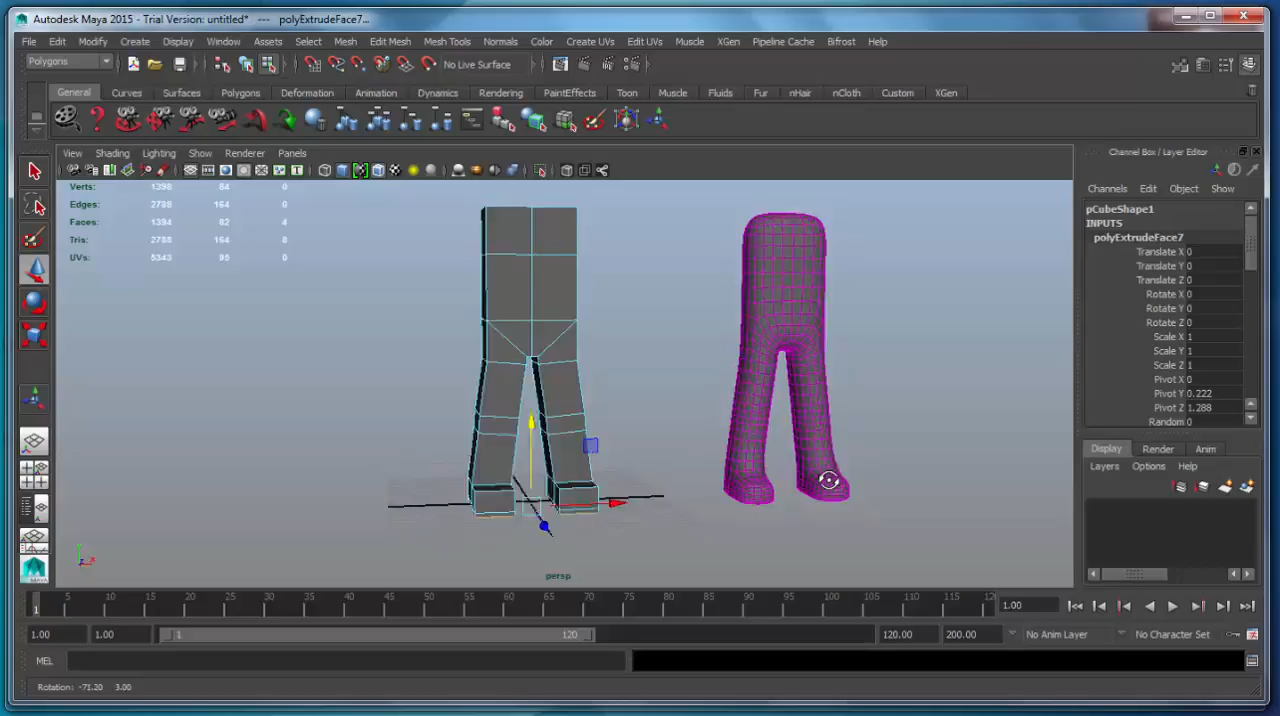 Autodesk Maya 2015 - Trial Version: untitled*   ---   polyExtrudeFace7...
File Edit Modify Create Display Window Assets Select Mesh Edit Mesh Mesh Tools Normals Color Create UVs Edit UVs Muscle XGen Pipeline Cache Bifrost Help
Polygons No Live Surface
General Curves Surfaces Polygons Deformation Animation Dynamics Rendering PaintEffects Toon Muscle Fluids Fur nHair nCloth Custom XGen
Channel Box / Layer Editor
View Shading Lighting Show Renderer Panels
Channels Edit Object Show
Verts: 1398 84 0
Edges: 2788 164 0
Faces: 1394 82 4
Tris: 2788 164 8
UVs: 5343 95 0
pCubeShape1
INPUTS
polyExtrudeFace7
Translate X 0
Translate Y 0
Translate Z 0
Rotate X 0
Rotate Y 0
Rotate Z 0
Scale X 1
Scale Y 1
Scale Z 1
Pivot X 0
Pivot Y 0.222
Pivot Z 1.288
Random 0
Display Render Anim
Layers Options Help
persp
1 5 10 15 20 25 30 35 40 45 50 55 60 65 70 75 80 85 90 95 100 105 110 115 12
1.00
1.00 1.00 1 120 120.00 200.00 No Anim Layer No Character Set
MEL
Rotation: -71.20 3.00